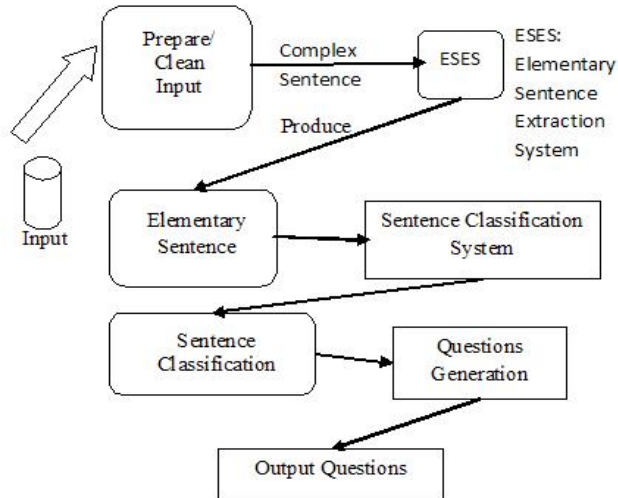 Prepare/
Clean
Input
Complex
Sentence
ESES
ESES:
Elementary
Sentence
Extraction
System
Produce
Input
Elementary
Sentence
Sentence Classification
System
Sentence
Classification
Questions
Generation
Output Questions